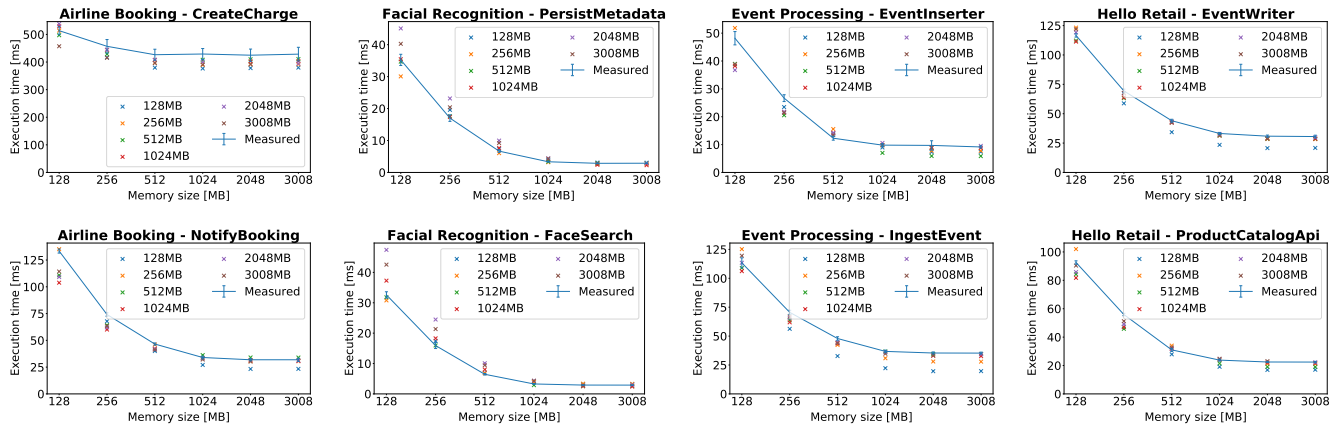 Airline Booking - CreateCharge
Execution time [ms]
500
400
300
200
100
0
128MB
256MB
512MB
1024MB
2048MB
3008MB
Measured
128 256 512 1024 2048 3008
Memory size [MB]
Facial Recognition - PersistMetadata
Execution time [ms]
40
30
20
10
0
128MB
256MB
512MB
1024MB
2048MB
3008MB
Measured
128 256 512 1024 2048 3008
Memory size [MB]
Event Processing - EventInserter
Execution time [ms]
50
40
30
20
10
0
128MB
256MB
512MB
1024MB
2048MB
3008MB
Measured
128 256 512 1024 2048 3008
Memory size [MB]
Hello Retail - EventWriter
Execution time [ms]
125
100
75
50
25
0
128MB
256MB
512MB
1024MB
2048MB
3008MB
Measured
128 256 512 1024 2048 3008
Memory size [MB]
Airline Booking - NotifyBooking
Execution time [ms]
125
100
75
50
25
0
128MB
256MB
512MB
1024MB
2048MB
3008MB
Measured
128 256 512 1024 2048 3008
Memory size [MB]
Facial Recognition - FaceSearch
Execution time [ms]
40
30
20
10
0
128MB
256MB
512MB
1024MB
2048MB
3008MB
Measured
128 256 512 1024 2048 3008
Memory size [MB]
Event Processing - IngestEvent
Execution time [ms]
125
100
75
50
25
0
128MB
256MB
512MB
1024MB
2048MB
3008MB
Measured
128 256 512 1024 2048 3008
Memory size [MB]
Hello Retail - ProductCatalogApi
Execution time [ms]
100
80
60
40
20
0
128MB
256MB
512MB
1024MB
2048MB
3008MB
Measured
128 256 512 1024 2048 3008
Memory size [MB]